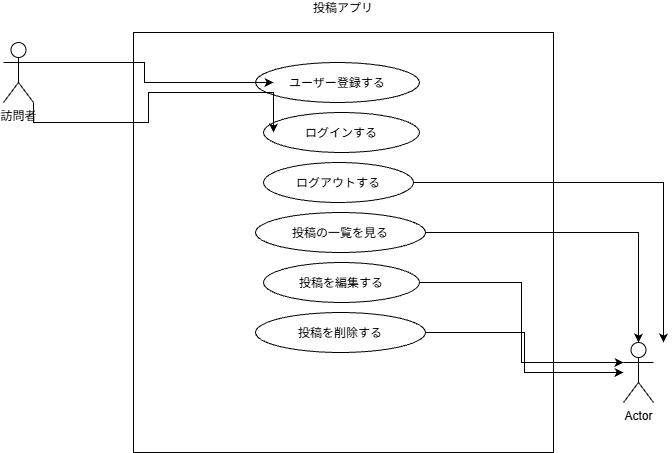 投稿アプリ
ユーザー登録する
訪問者
ログインする
ログアウトする
投稿の一覧を見る
投稿を編集する
投稿を削除する
Actor